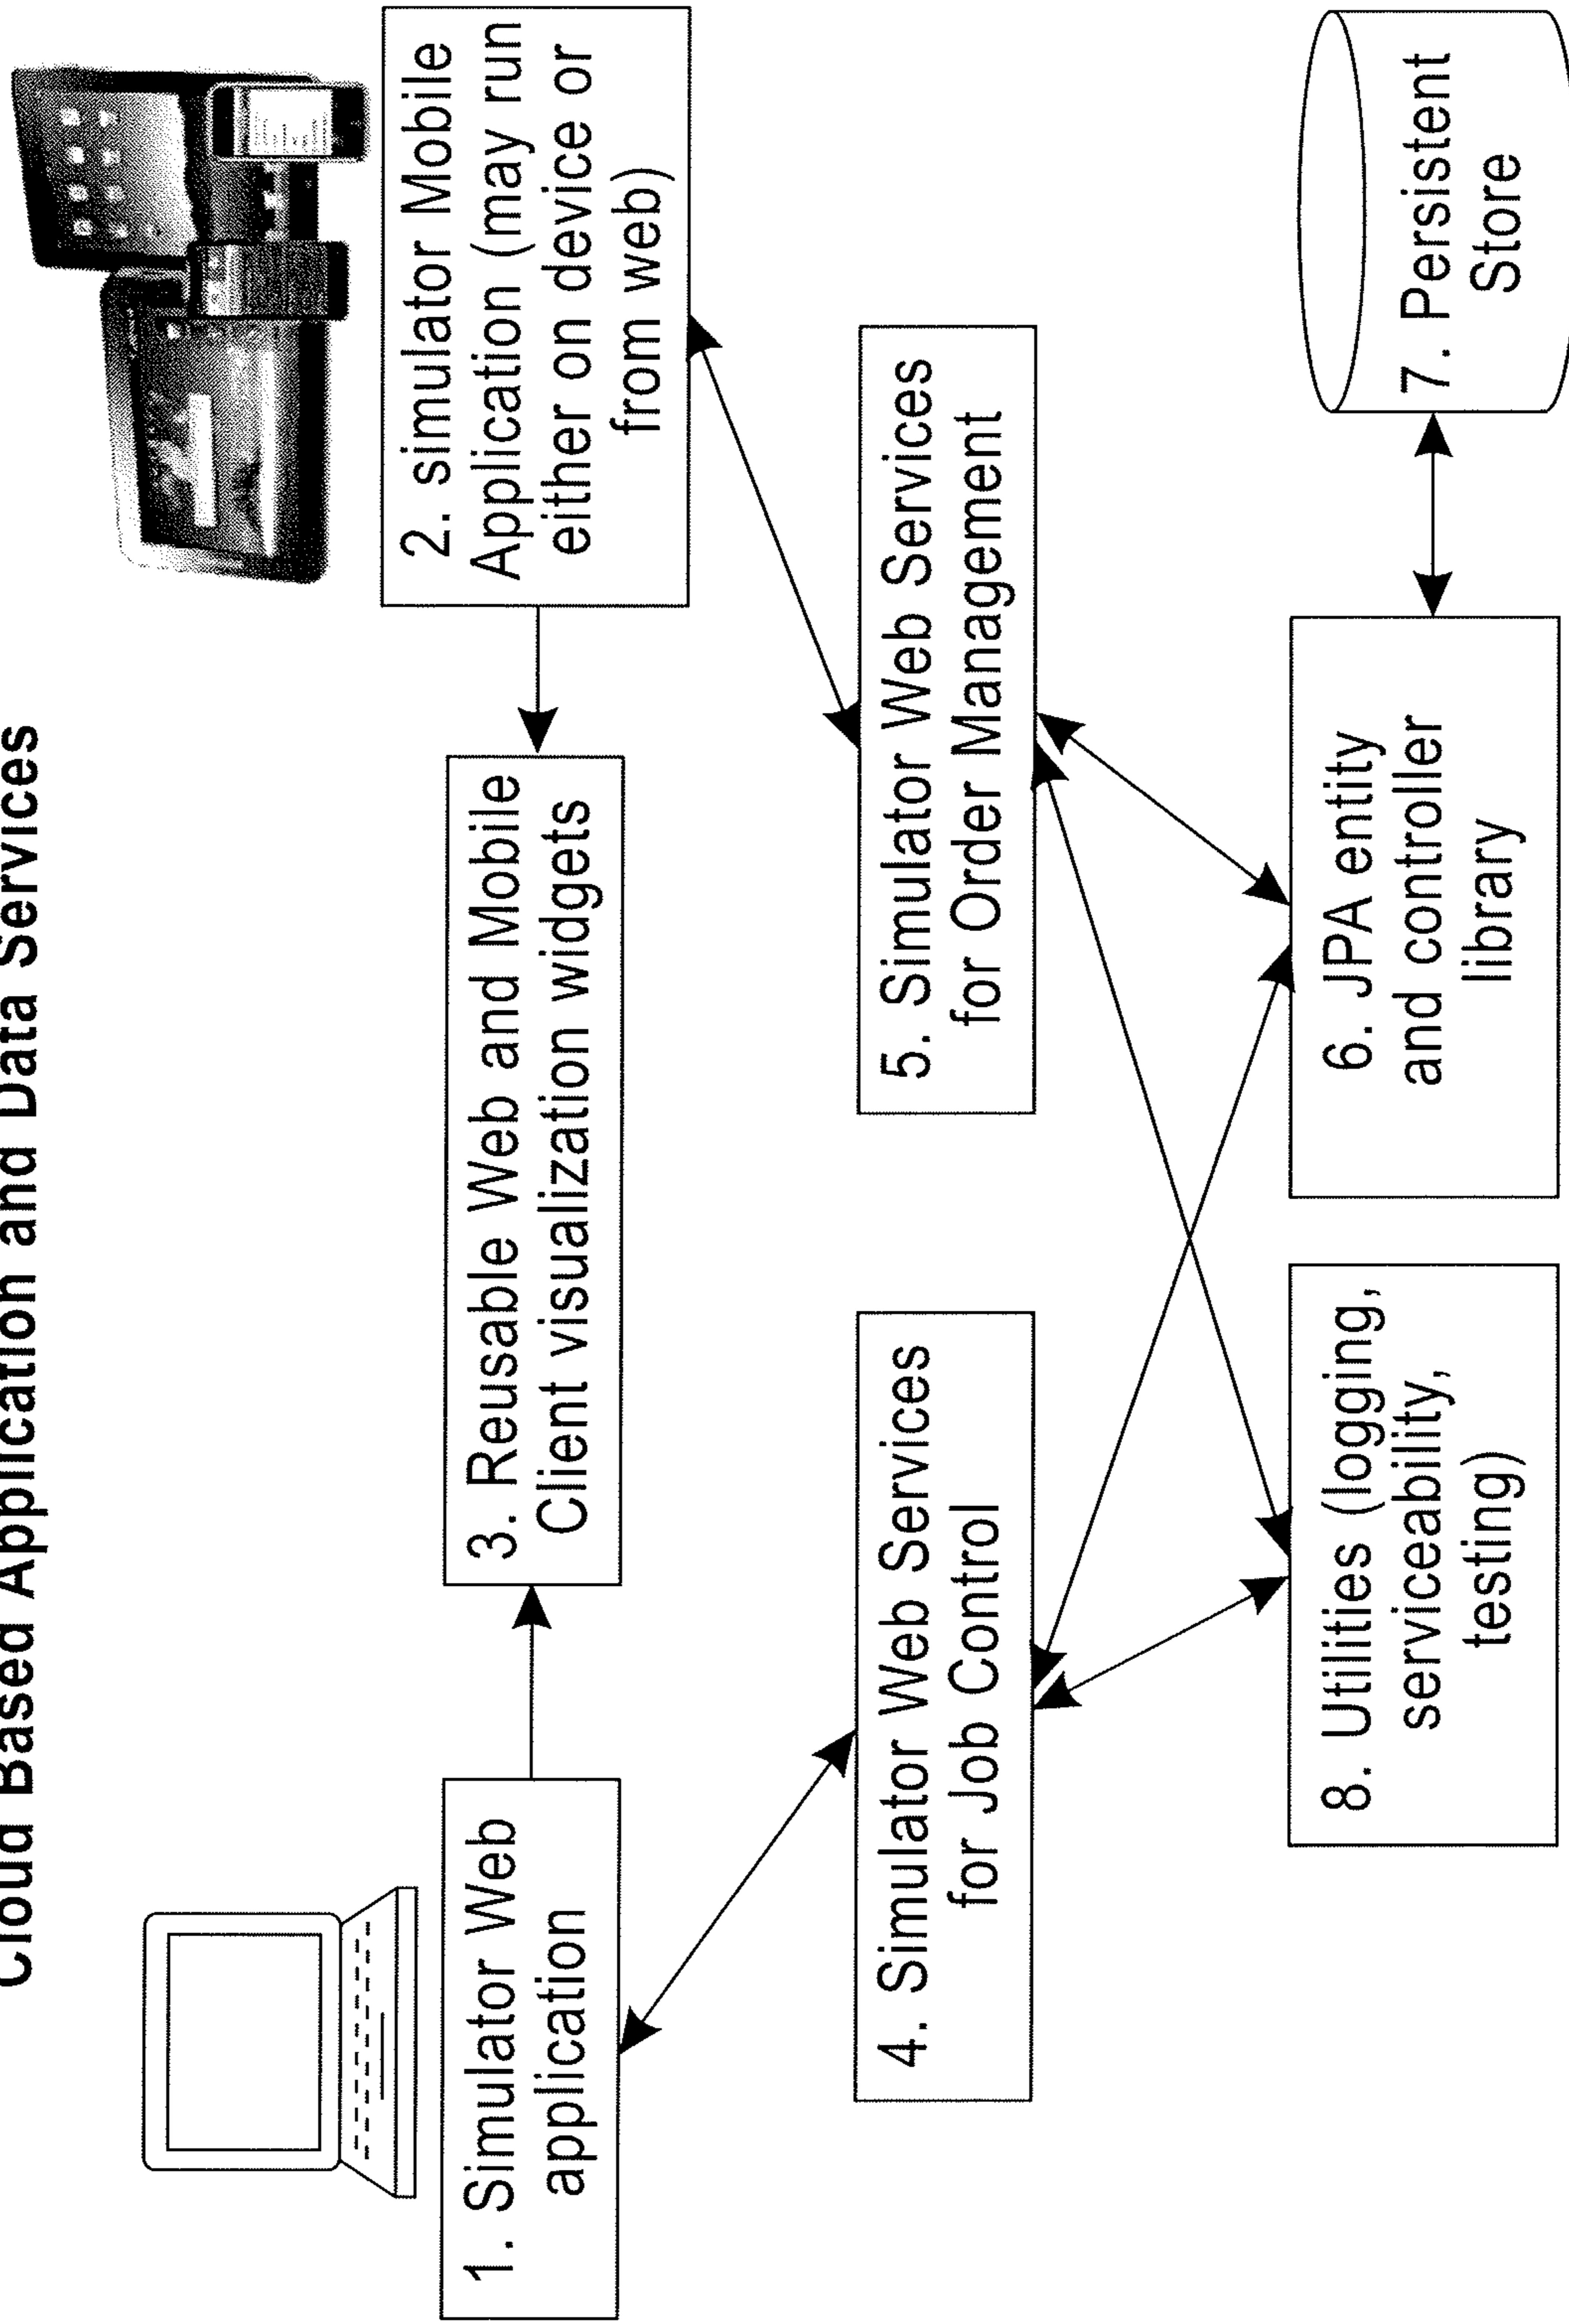 Cloud Based Application and Data Services
1. Simulator Web
application
3. Reusable Web and Mobile
Client visualization widgets
2. simulator Mobile
Application (may run
either on device or
from web)
4. Simulator Web Services
for Job Control
5. Simulator Web Services
for Order Management
8. Utilities (logging,
serviceability,
testing)
6. JPA entity
and controller
library
7. Persistent
Store